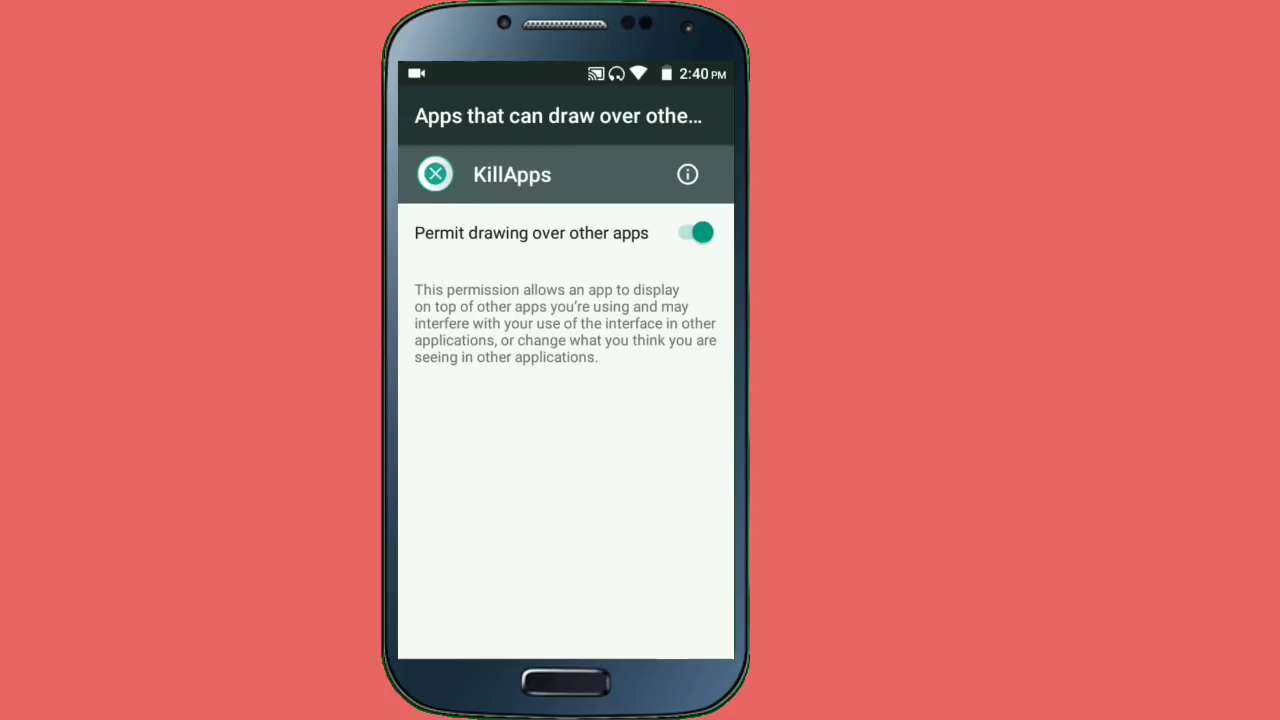 2:40 PM
Apps that can draw over othe...
KillApps
Permit drawing over other apps
This permission allows an app to display
on top of other apps you're using and may
interfere with your use of the interface in other
applications, or change what you think you are
seeing in other applications.